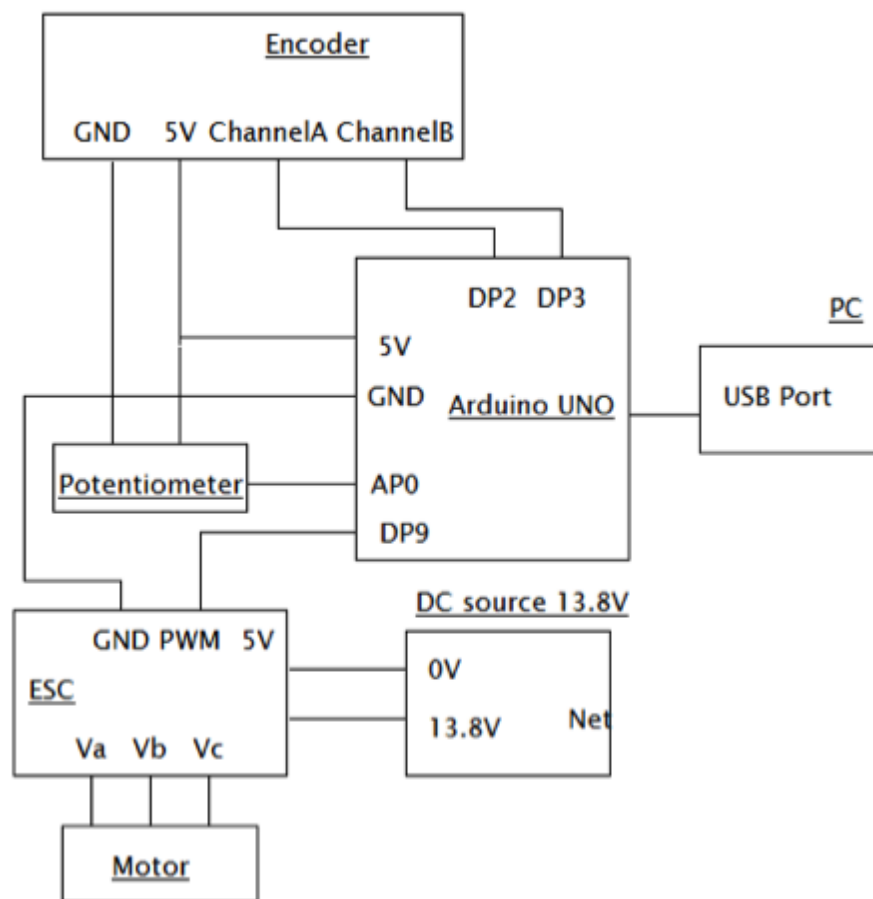 Encoder
GND 5V ChannelA ChannelB
DP2 DP3
PC
5V
GND
Arduino UNO
USB Port
Potentiometer
AP0
DP9
DC source 13.8V
GND PWM 5V
0V
ESC
13.8V
Net
Va Vb Vc
Motor